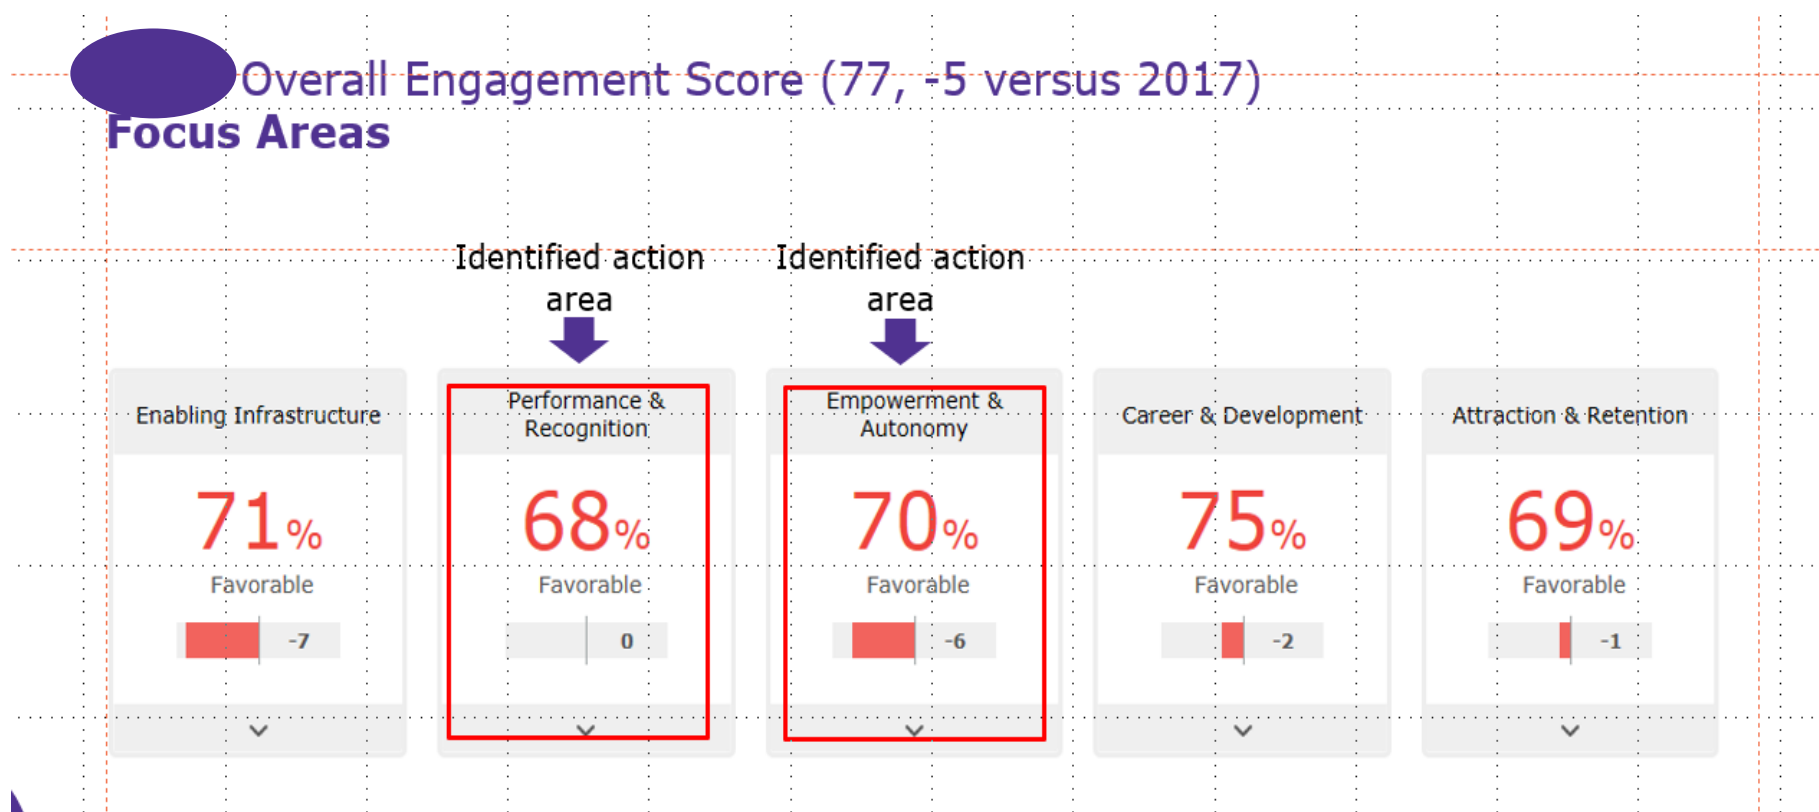 Overall Engagement Score (77, -5 versus 2017)
Focus Areas
Identified action
area
Identified action
area
Enabling Infrastructure
71%
Favorable
-7
Performance &
Recognition
68%
Favorable
0
Empowerment &
Autonomy
70%
Favorable
-6
Career & Development
75%
Favorable
-2
Attraction & Retention
69%
Favorable
-1